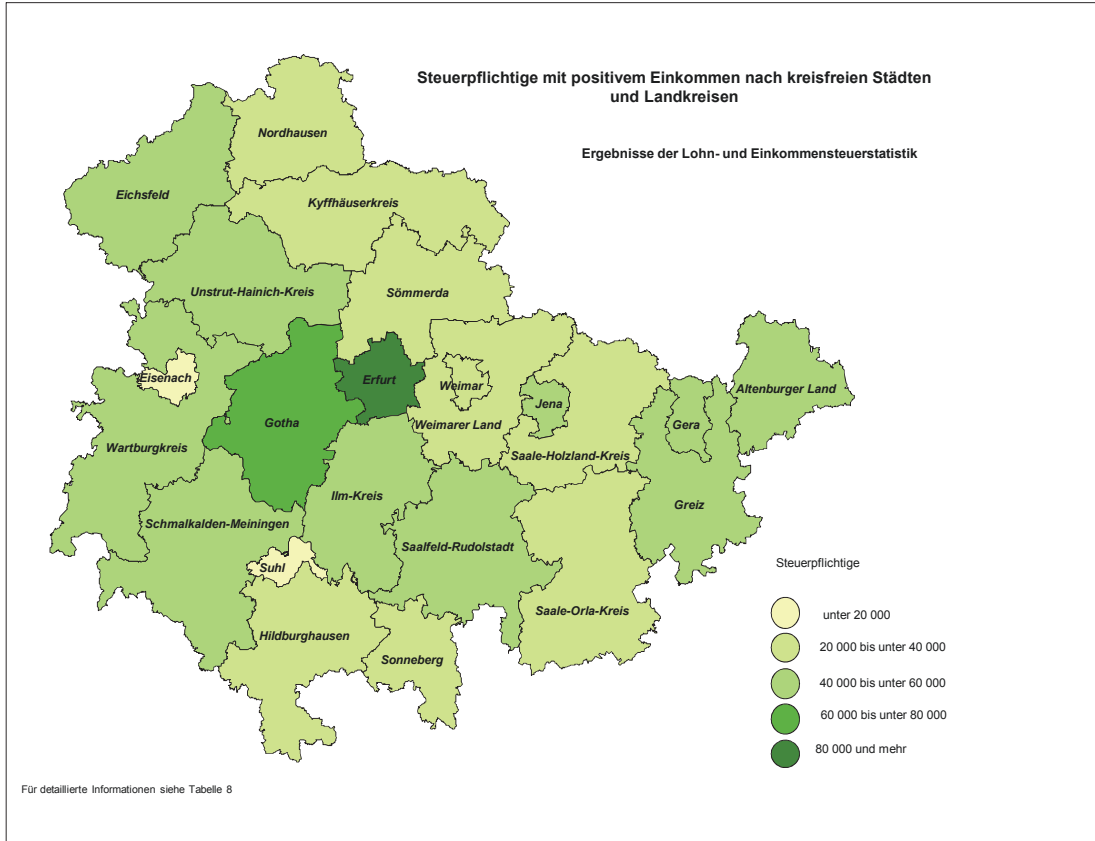 Steuerpflichtige mit positivem Einkommen nach kreisfreien Städten
und Landkreisen
Ergebnisse der Lohn- und Einkommensteuerstatistik
Nordhausen
Eichsfeld
Kyffhäuserkreis
Unstrut-Hainich-Kreis
Sömmerda
Eisenach
Erfurt
Weimar
Altenburger Land
Jena
Gotha
Weimarer Land
Gera
Wartburgkreis
Saale-Holzland-Kreis
Ilm-Kreis
Greiz
Schmalkalden-Meiningen
Saalfeld-Rudolstadt
Suhl
Saale-Orla-Kreis
Hildburghausen
Sonneberg
Steuerpflichtige
unter 20 000
20 000 bis unter 40 000
40 000 bis unter 60 000
60 000 bis unter 80 000
80 000 und mehr
Für detaillierte Informationen siehe Tabelle 8